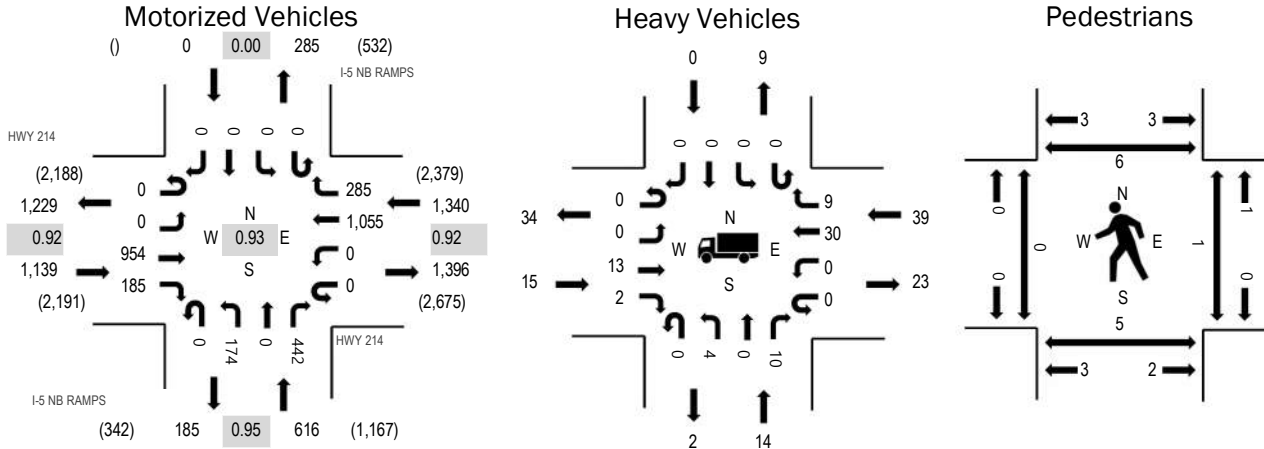 Motorized Vehicles
() 0 0.00 285 (532)
I-5 NB RAMPS
HWY 214
0 0 0 0
(2,188) (2,379)
0 285
1,229 1,340
0 1,055
N
0.92 W 0.93 E 0.92
954 0
S
1,139 1,396
185 0
(2,191) (2,675)
0 174 0 442
HWY 214
I-5 NB RAMPS
(342) 185 0.95 616 (1,167)
Heavy Vehicles
0 9
0 0 0 0
0 9
34 39
0 30
N
W E
13 0
S
15 23
2 0
0 4 0 10
2 14
Pedestrians
3 3
6
0 1
N
W E
0 1
S
0 0
5
3 2